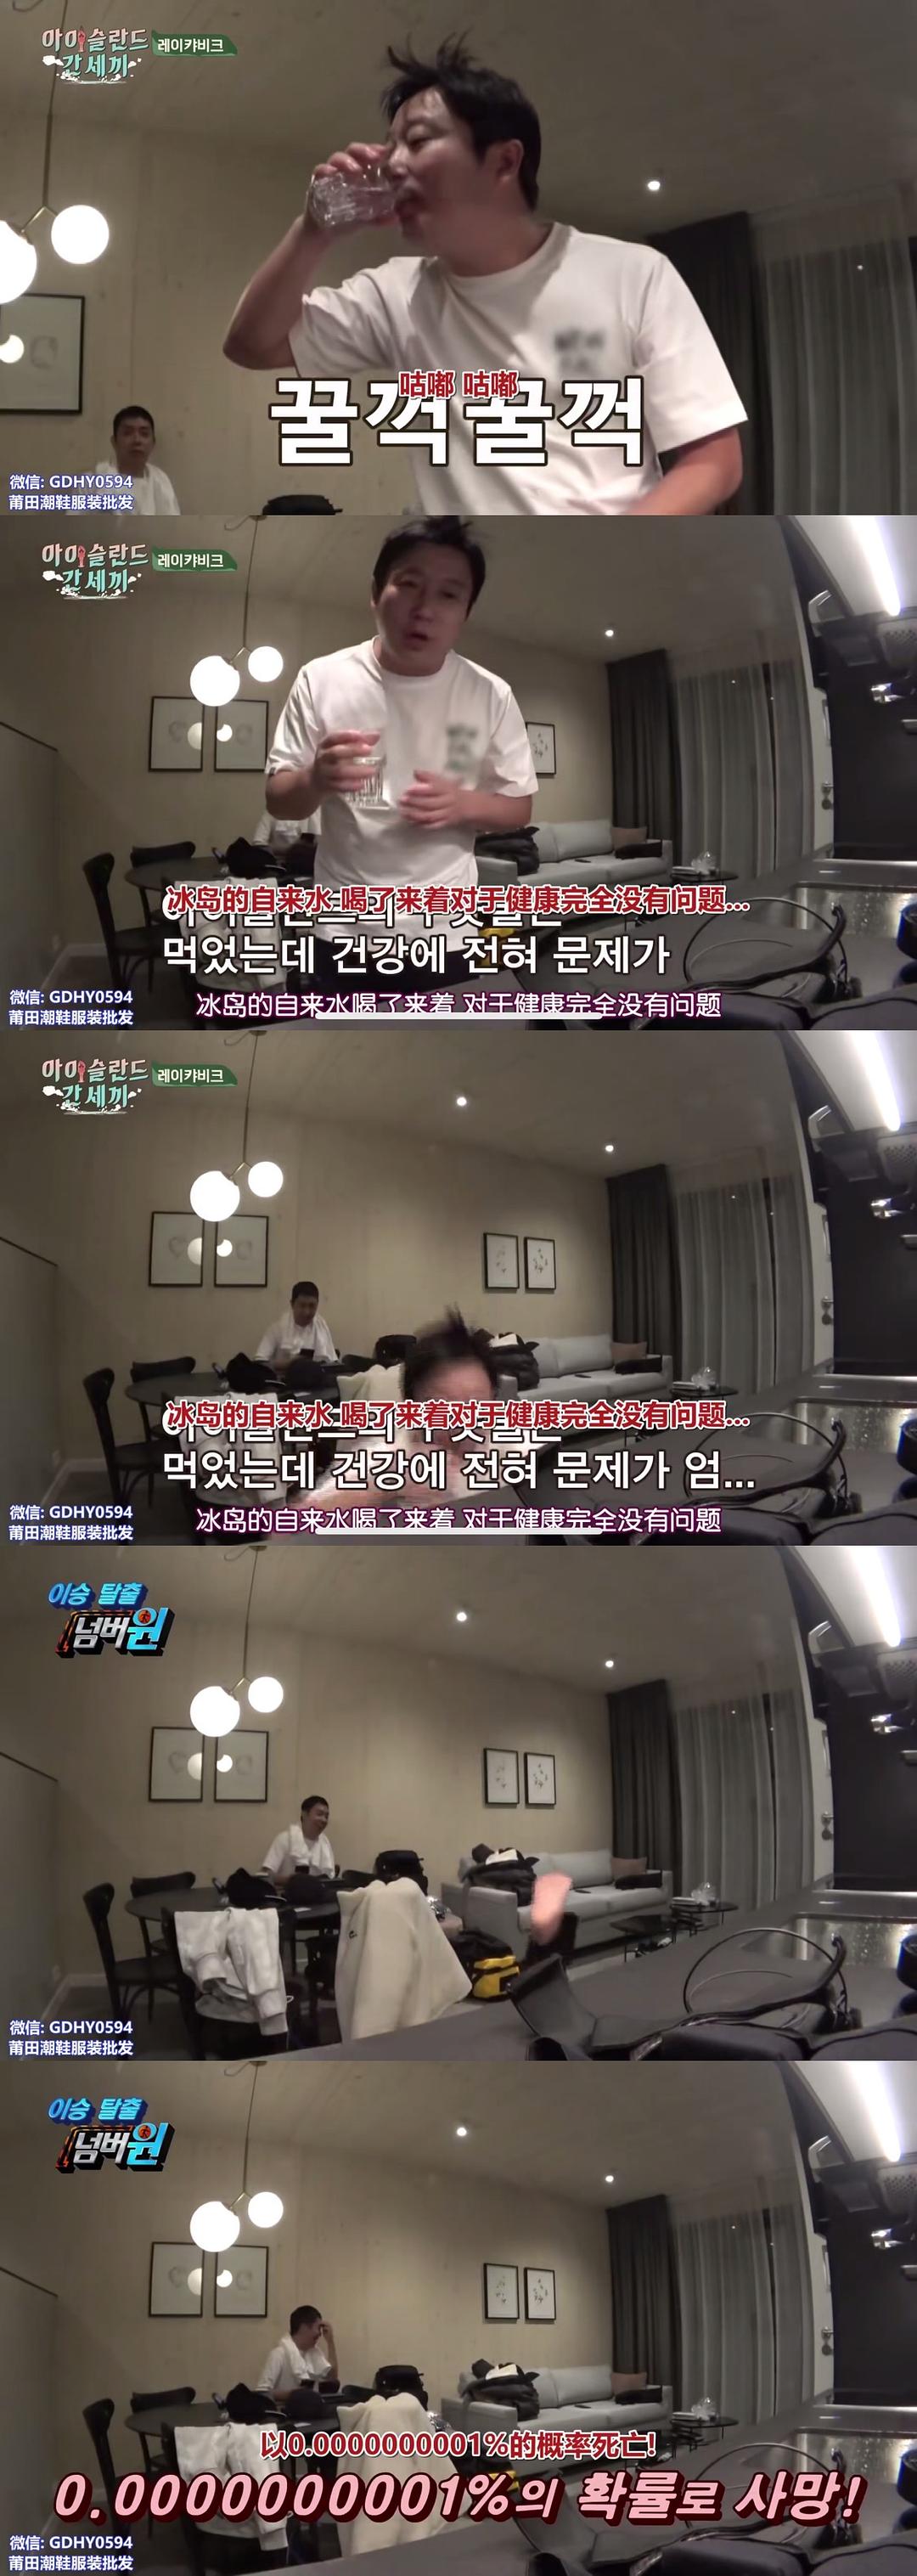 아이슬란드
간 세끼
레이캬비크
咕嘟 咕嘟
꿀꺽 꿀꺽
微信: GDHY0594
莆田潮鞋服装批发
아이슬란드
간 세끼
레이캬비크
冰岛的自来水 喝了来着对于健康完全没有问题...
먹었는데 건강에 전혀 문제가
冰岛的自来水喝了来着 对于健康完全没有问题
微信: GDHY0594
莆田潮鞋服装批发
아이슬란드
간 세끼
레이캬비크
冰岛的自来水 喝了来着对于健康完全没有问题...
먹었는데 건강에 전혀 문제가 엄...
冰岛的自来水喝了来着 对于健康完全没有问题
微信: GDHY0594
莆田潮鞋服装批发
이승 탈출
넘버원
微信: GDHY0594
莆田潮鞋服装批发
이승 탈출
넘버원
以0.0000000001%的概率死亡!
0.0000000001%의 확률로 사망!
微信: GDHY0594
莆田潮鞋服装批发